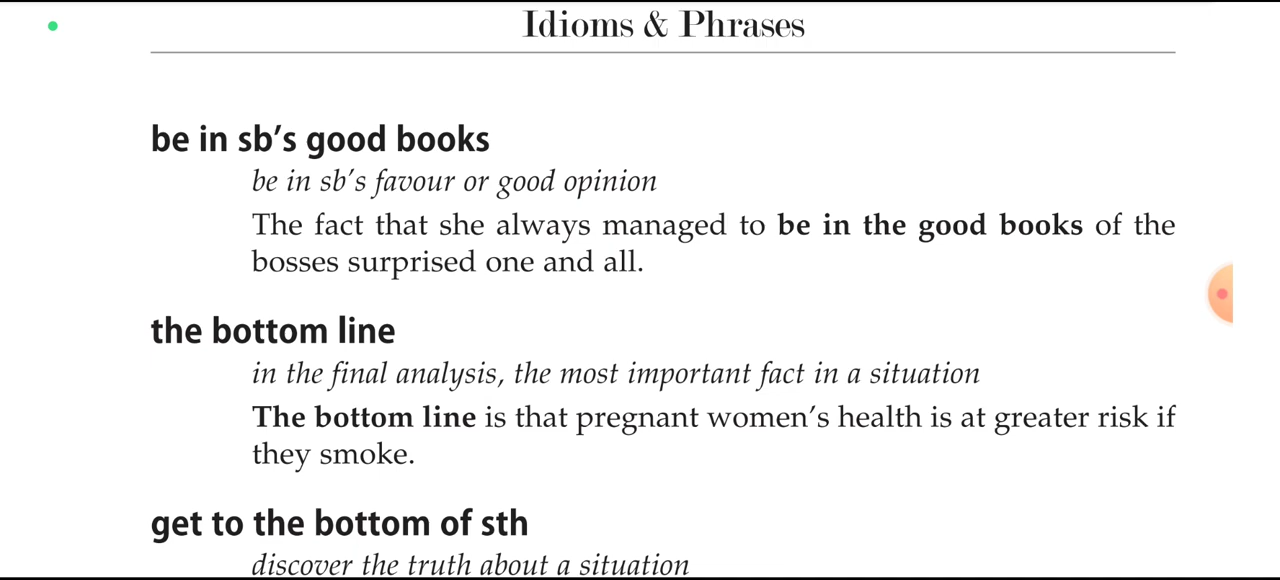 Idioms & Phrases
be in sb’s good books
be in sb’s favour or good opinion
The fact that she always managed to be in the good books of the
bosses surprised one and all.
the bottom line
in the final analysis, the most important fact in a situation
The bottom line is that pregnant women’s health is at greater risk if
they smoke.
get to the bottom of sth
discover the truth about a situation